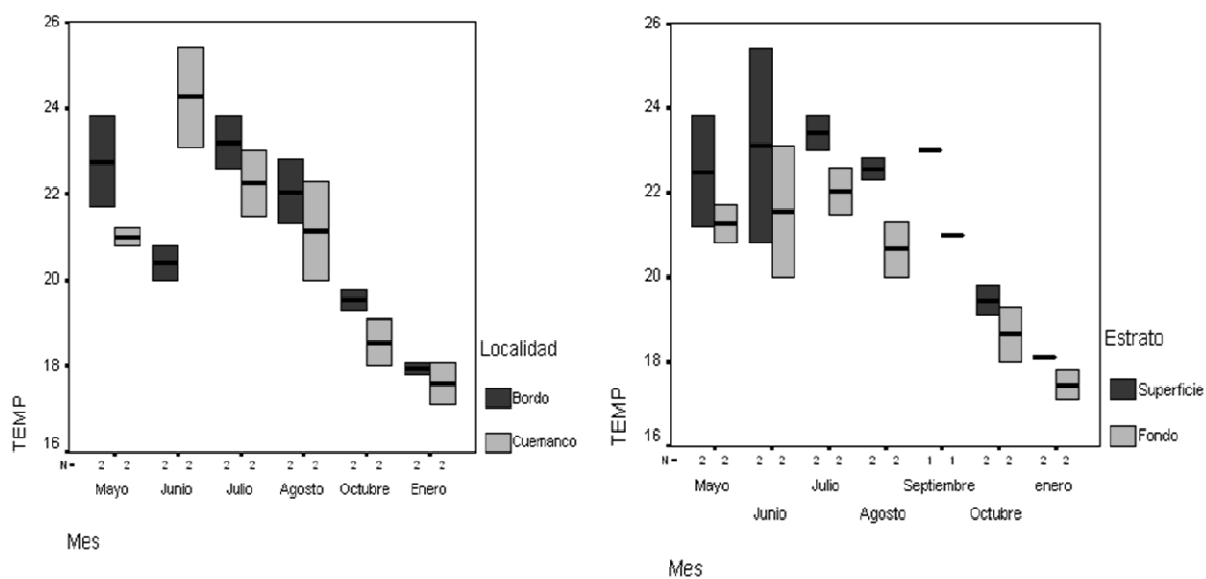 26
24
22
20
18
16
TEMP
N = 2 2 2 2 2 2 2 2 2 2 2 2
Mayo Junio Julio Agosto Octubre Enero
Mes
Localidad
Bordo
Cuemanco
26
24
22
20
18
16
TEMP
N = 2 2 2 2 2 2 2 2 1 1 2 2 2 2
Mayo Julio Septiembre enero
Junio Agosto Octubre
Mes
Estrato
Superficie
Fondo